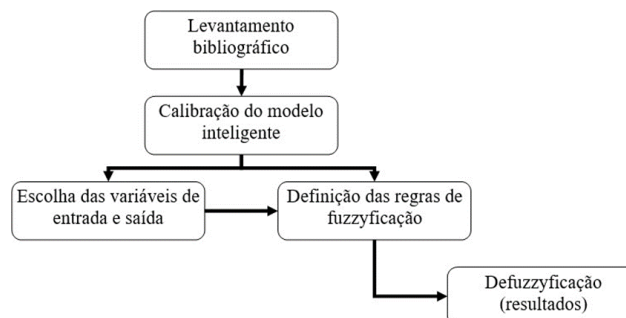 Levantamento
bibliográfico
Calibração do modelo
inteligente
Escolha das variáveis de
entrada e saída
Definição das regras de
fuzzyficação
Defuzzyficação
(resultados)